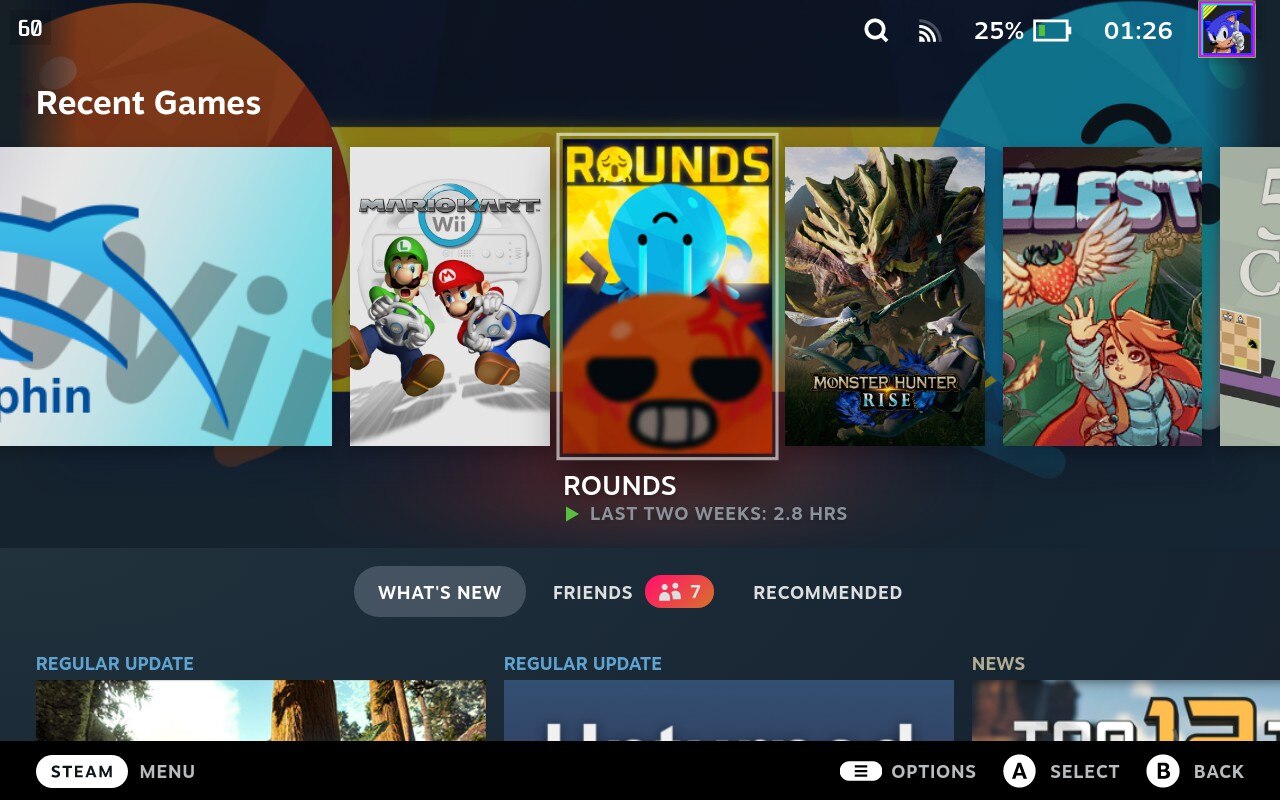 60
25%
01:26
Recent Games
Wii
phin
MARIOKART
Wii
L
M
ROUNDS
MONSTER HUNTER
RISE
ELEST
5
C
ROUNDS
LAST TWO WEEKS: 2.8 HRS
WHAT'S NEW
FRIENDS
7
RECOMMENDED
REGULAR UPDATE
REGULAR UPDATE
NEWS
Unturned
STEAM MENU
OPTIONS
A SELECT
B BACK